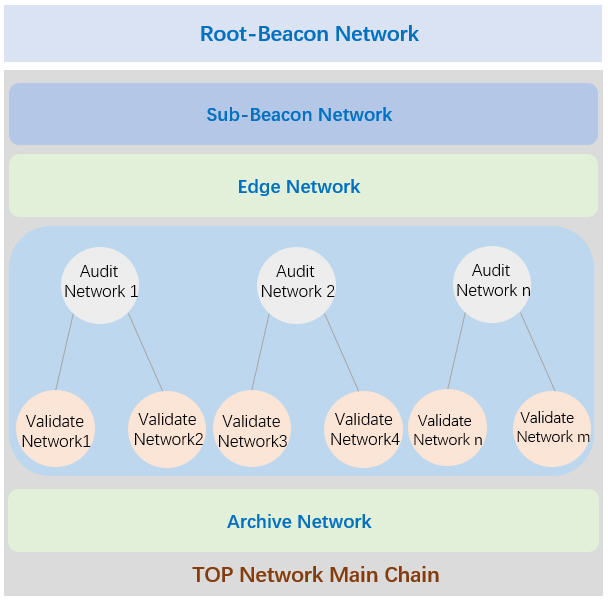 Root-Beacon Network
Sub-Beacon Network
Edge Network
Audit
Network 1
Audit
Network 2
Audit
Network n
Validate
Network1
Validate
Network2
Validate
Network3
Validate
Network4
Validate
Network n
Validate
Network m
Archive Network
TOP Network Main Chain